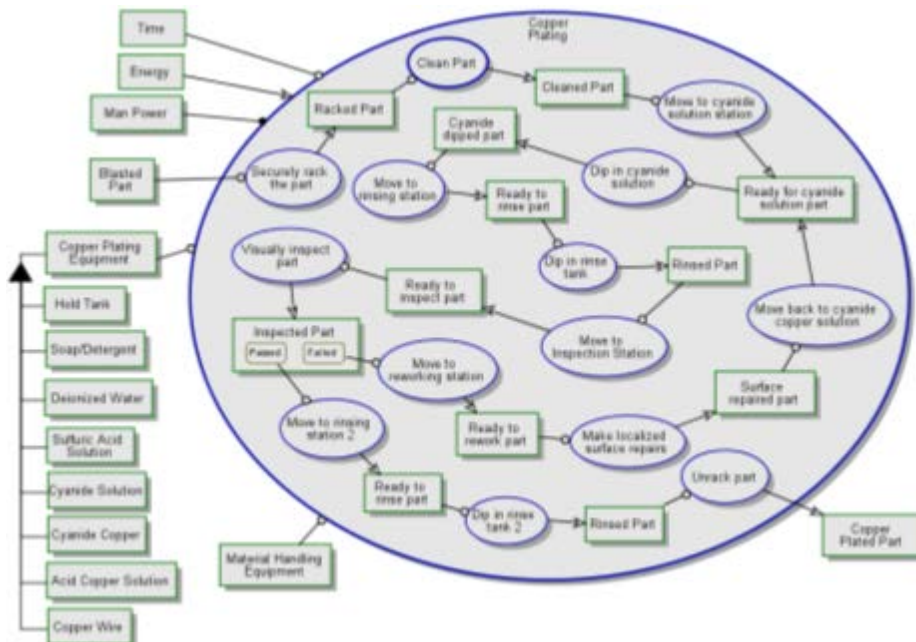 Copper
Plating
Time
Energy
Man Power
Blasted
Part
Clean Part
Racked Part
Cleaned Part
Move to cyanide
solution station
Cyanide
dipped part
Securely rack
the part
Move to
rinsing station
Dip in cyanide
solution
Ready to
rinse part
Ready for cyanide
solution part
Copper Plating
Equipment
Visually inspect
part
Dip in rinse
tank
Rinsed Part
Ready to
inspect part
Hold Tank
Move back to cyanide
copper solution
Inspected Part
Passed
Failed
Move to
Inspection Station
Soap/Detergent
Move to
reworking station
Deionized Water
Surface
repaired part
Move to rinsing
station 2
Ready to
rework part
Make localized
surface repairs
Sulfuric Acid
Solution
Unrack part
Cyanide Solution
Ready to
rinse part
Dip in rinse
tank 2
Rinsed Part
Copper
Plated Part
Cyanide Copper
Material Handling
Equipment
Acid Copper Solution
Copper Wire